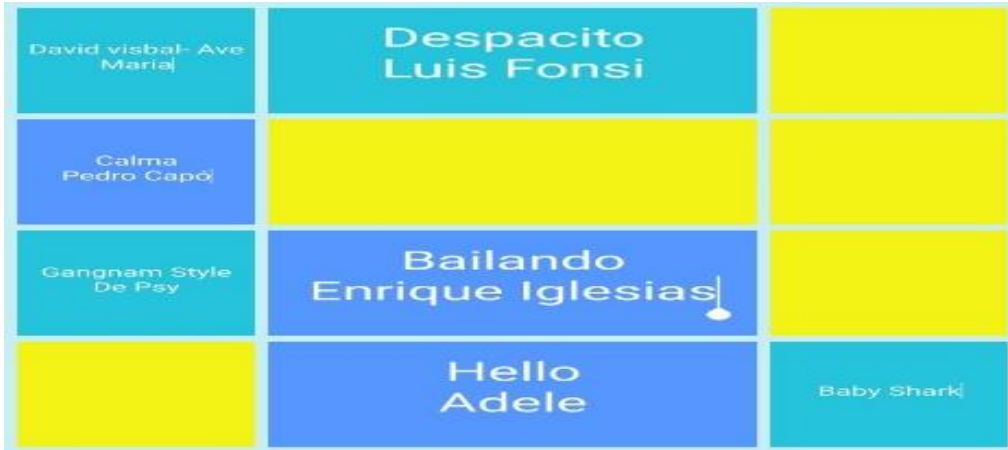 David visbal- Ave
Maria
Despacito
Luis Fonsi
Calma
Pedro Capó
Gangnam Style
De Psy
Bailando
Enrique Iglesias
Hello
Adele
Baby Shark